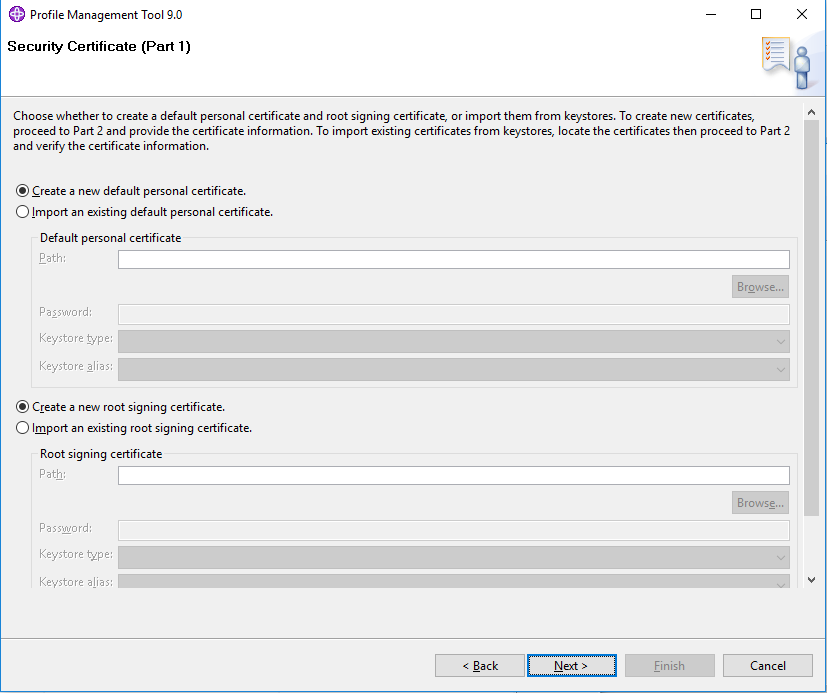 Profile Management Tool 9.0
Security Certificate (Part 1)
Choose whether to create a default personal certificate and root signing certificate, or import them from keystores. To create new certificates,
proceed to Part 2 and provide the certificate information. To import existing certificates from keystores, locate the certificates then proceed to Part 2
and verify the certificate information.
Create a new default personal certificate.
Import an existing default personal certificate.
Default personal certificate
Path:
Browse...
Password:
Keystore type:
Keystore alias:
Create a new root signing certificate.
Import an existing root signing certificate.
Root signing certificate
Path:
Browse...
Password:
Keystore type:
Keystore alias:
< Back
Next >
Finish
Cancel